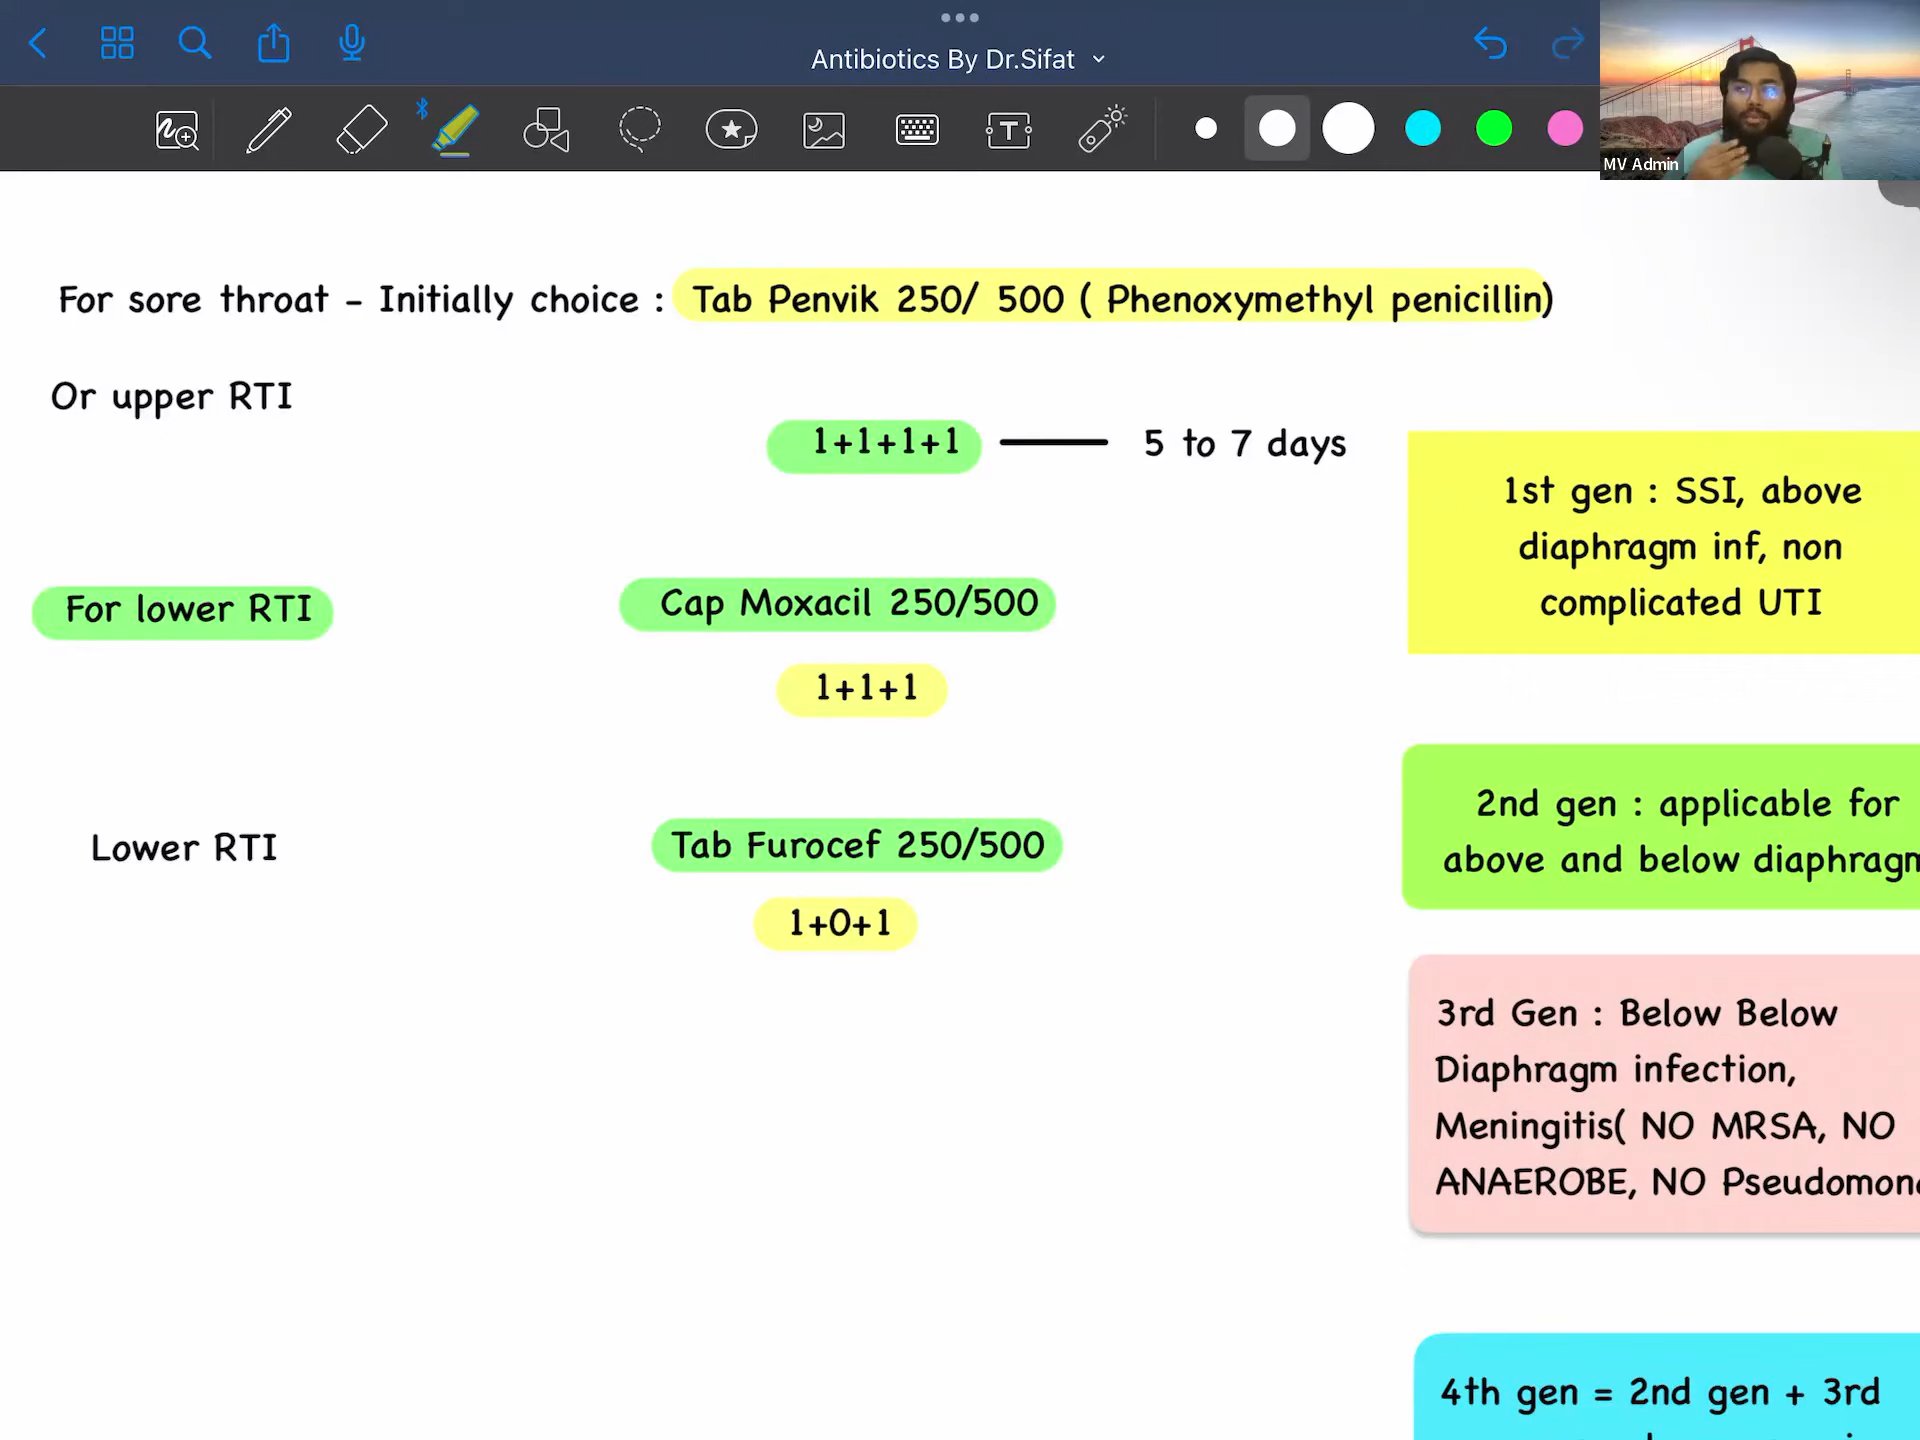 Antibiotics By Dr.Sifat
MV Admin
For sore throat - Initially choice : Tab Penvik 250/ 500 ( Phenoxymethyl penicillin)
Or upper RTI
1+1+1+1 5 to 7 days
For lower RTI
Cap Moxacil 250/500
1+1+1
Lower RTI
Tab Furocef 250/500
1+0+1
1st gen : SSI, above
diaphragm inf, non
complicated UTI
2nd gen : applicable for
above and below diaphragm
3rd Gen : Below Below
Diaphragm infection,
Meningitis( NO MRSA, NO
ANAEROBE, NO
4th gen = 2nd gen + 3rd